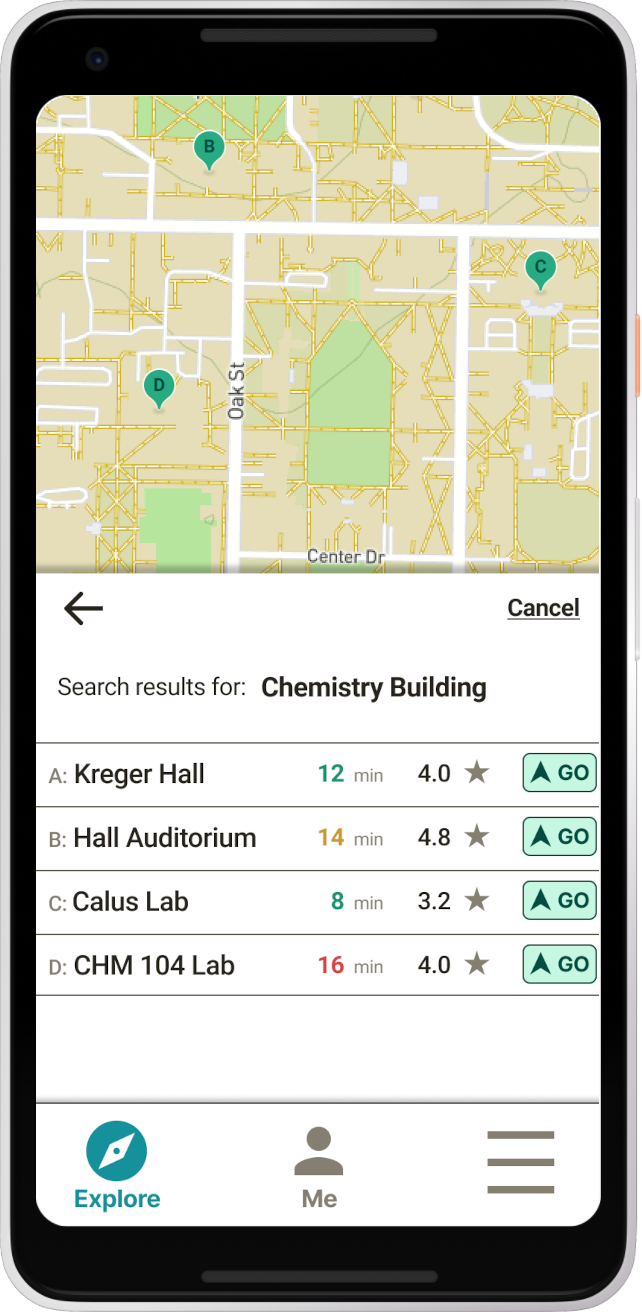 B
C
D
Oak St
Center Dr
Cancel
Search results for: Chemistry Building
A: Kreger Hall 12 min 4.0 ★ GO
B: Hall Auditorium 14 min 4.8 ★ GO
C: Calus Lab 8 min 3.2 ★ GO
D: CHM 104 Lab 16 min 4.0 ★ GO
Explore Me